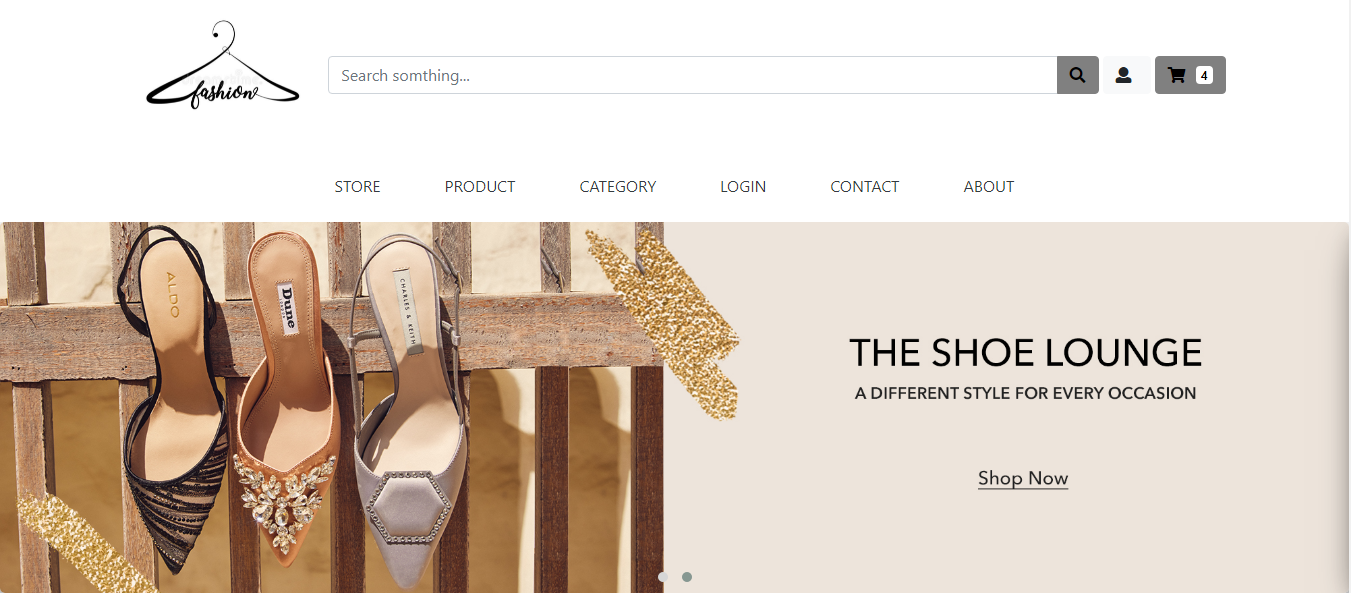 fashion
Search somthing...
4
STORE PRODUCT CATEGORY LOGIN CONTACT ABOUT
ALDO
Dune
LONDON
CHARLES & KEITH
THE SHOE LOUNGE
A DIFFERENT STYLE FOR EVERY OCCASION
Shop Now